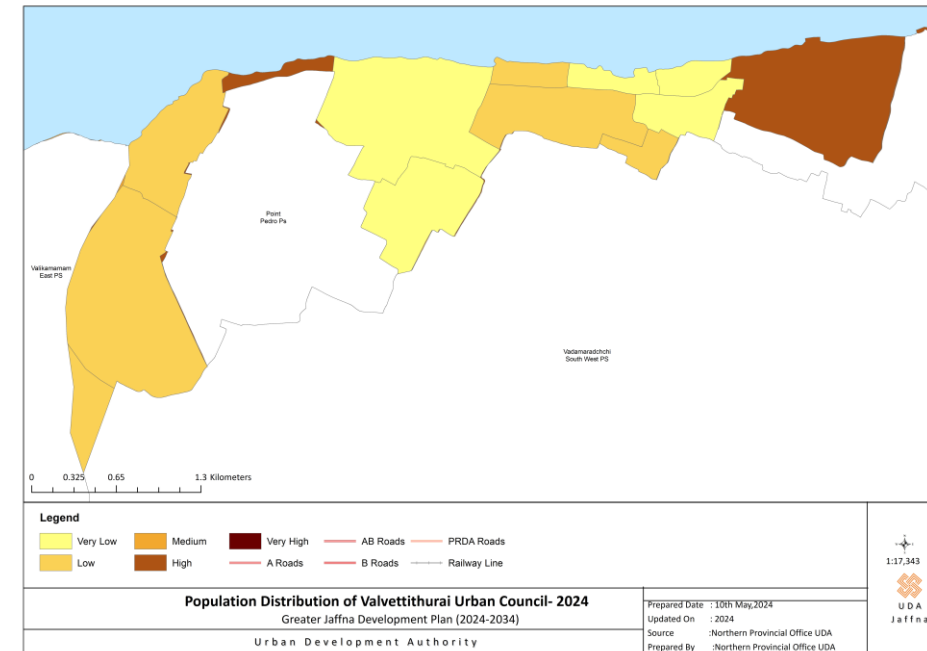 Point
Pedro Ps
Valikamamam
East PS
Vadamaradchchi
South West PS
0 0.325 0.65 1.3 Kilometers
Legend
Very Low Medium Very High AB Roads PRDA Roads
Low High A Roads B Roads Railway Line
1:17,343
UDA
Jaffna
Population Distribution of Valvettithurai Urban Council- 2024
Greater Jaffna Development Plan (2024-2034)
Urban Development Authority
Prepared Date : 10th May,2024
Updated On : 2024
Source :Northern Provincial Office UDA
Prepared By :Northern Provincial Office UDA